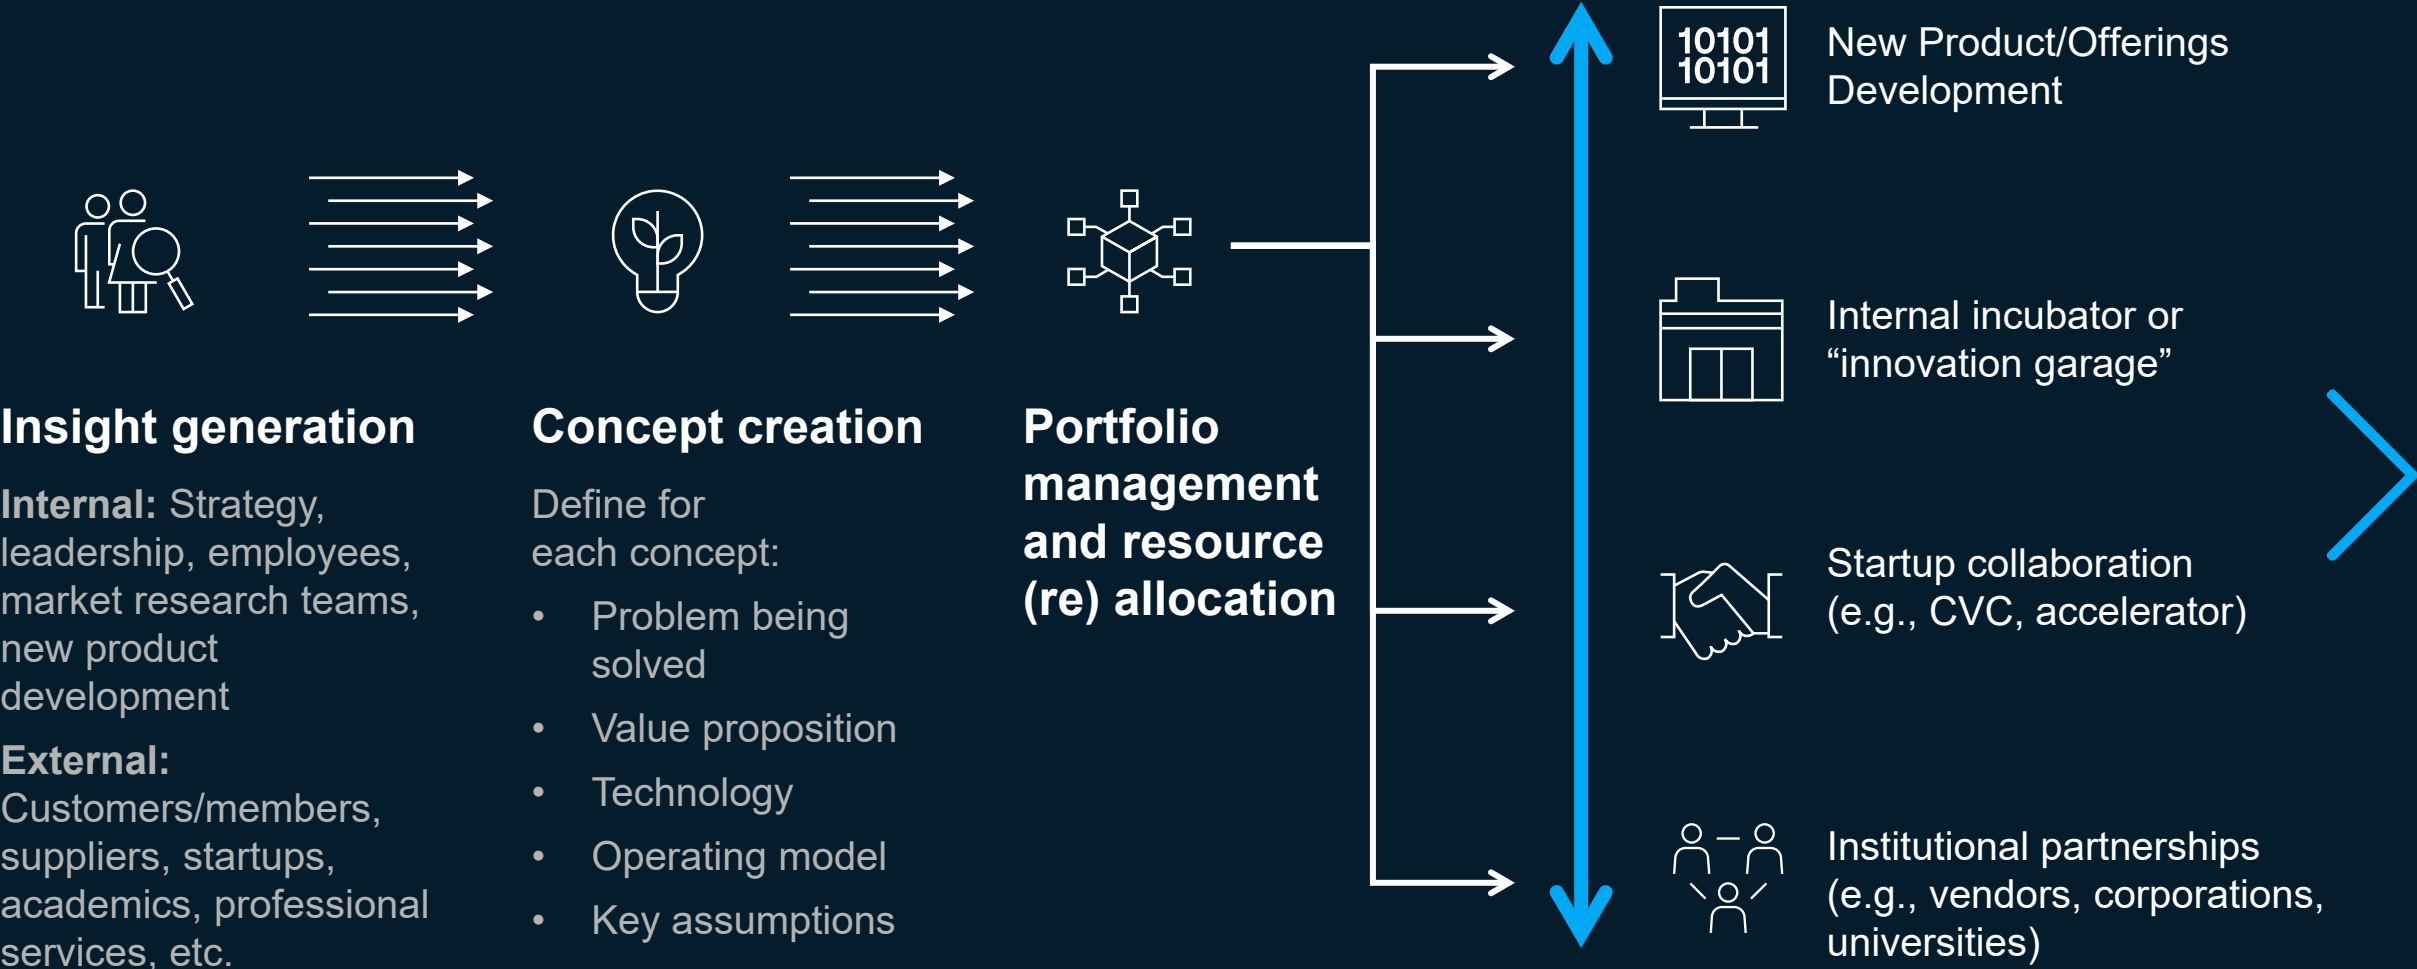 Insight generation
Internal: Strategy,
leadership, employees,
market research teams,
new product
development
External:
Customers/members,
suppliers, startups,
academics, professional
services, etc.
Concept creation
Define for
each concept:
• Problem being
solved
• Value proposition
• Technology
• Operating model
• Key assumptions
Portfolio
management
and resource
(re) allocation
10101
10101
New Product/Offerings
Development
Internal incubator or
“innovation garage”
Startup collaboration
(e.g., CVC, accelerator)
Institutional partnerships
(e.g., vendors, corporations,
universities)